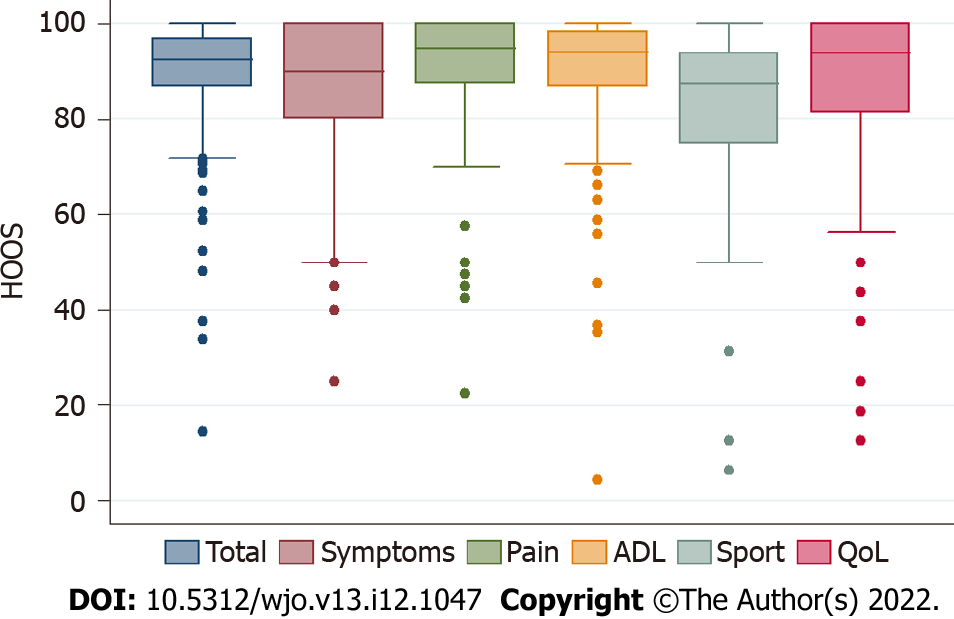 100
80
60
40
20
0
HOOS
Total Symptoms Pain ADL Sport QoL
DOI: 10.5312/wjo.v13.i12.1047 Copyright ©The Author(s) 2022.